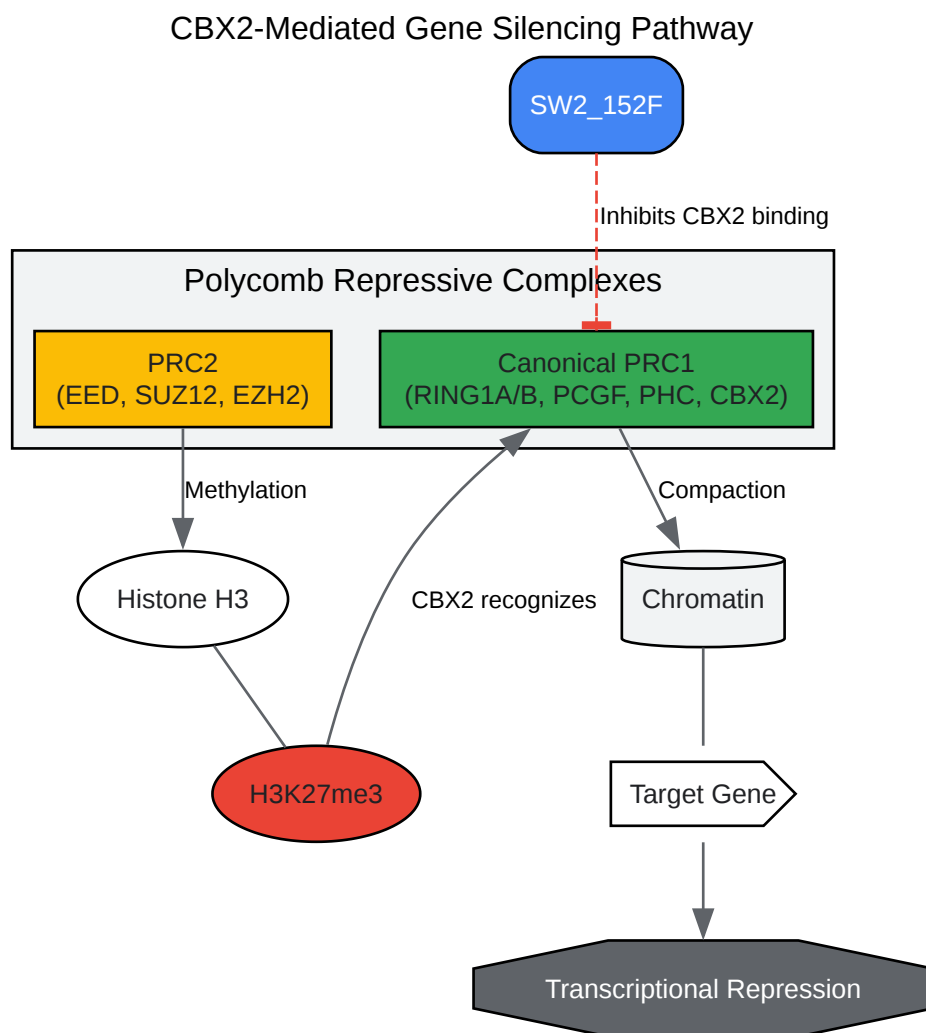 CBX2-Mediated Gene Silencing Pathway
SW2_152F
Inhibits CBX2 binding
Polycomb Repressive Complexes
PRC2
(EED, SUZ12, EZH2)
Canonical PRC1
(RING1A/B, PCGF, PHC, CBX2)
Methylation
Compaction
Histone H3
CBX2 recognizes
Chromatin
H3K27me3
Target Gene
Transcriptional Repression